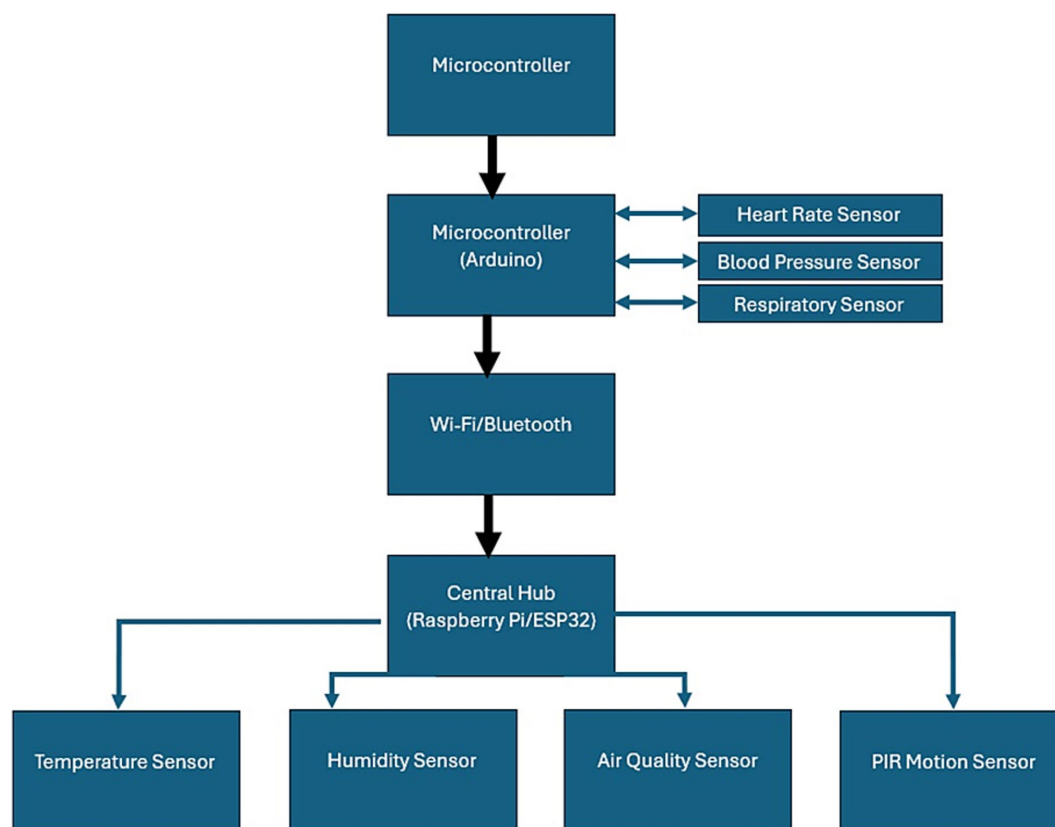 Microcontroller
Microcontroller
(Arduino)
Heart Rate Sensor
Blood Pressure Sensor
Respiratory Sensor
Wi-Fi/Bluetooth
Central Hub
(Raspberry Pi/ESP32)
Temperature Sensor
Humidity Sensor
Air Quality Sensor
PIR Motion Sensor